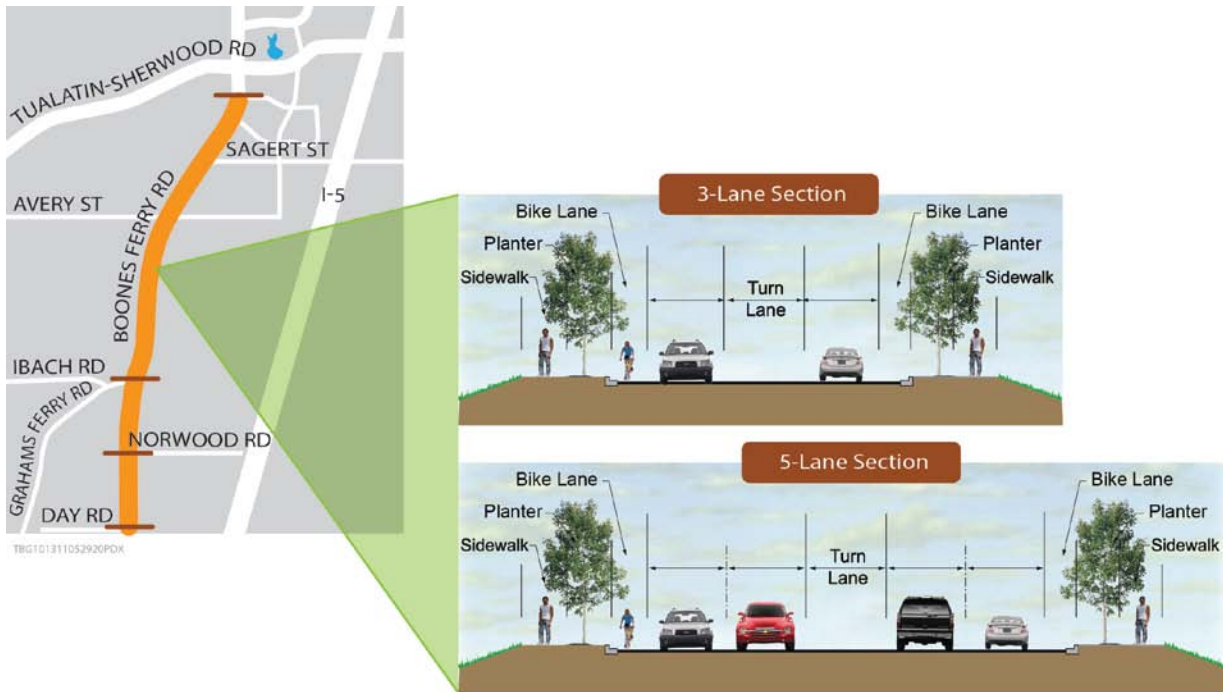 TUALATIN-SHERWOOD RD
SAGERT ST
I-5
AVERY ST
BOONES FERRY RD
IBACH RD
GRAHAMS FERRY RD
NORWOOD RD
DAY RD
TBG101311052920PDX
3-Lane Section
Bike Lane
Bike Lane
Planter
Planter
Sidewalk
Sidewalk
Turn
Lane
5-Lane Section
Bike Lane
Bike Lane
Planter
Planter
Sidewalk
Sidewalk
Turn
Lane